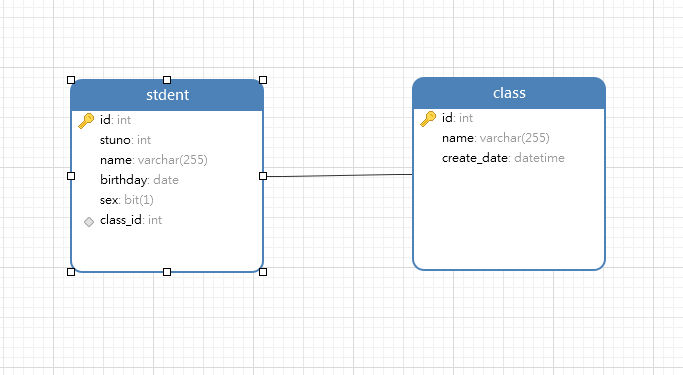 stdent
id: int
stuno: int
name: varchar(255)
birthday: date
sex: bit(1)
class_id: int
class
id: int
name: varchar(255)
create_date: datetime